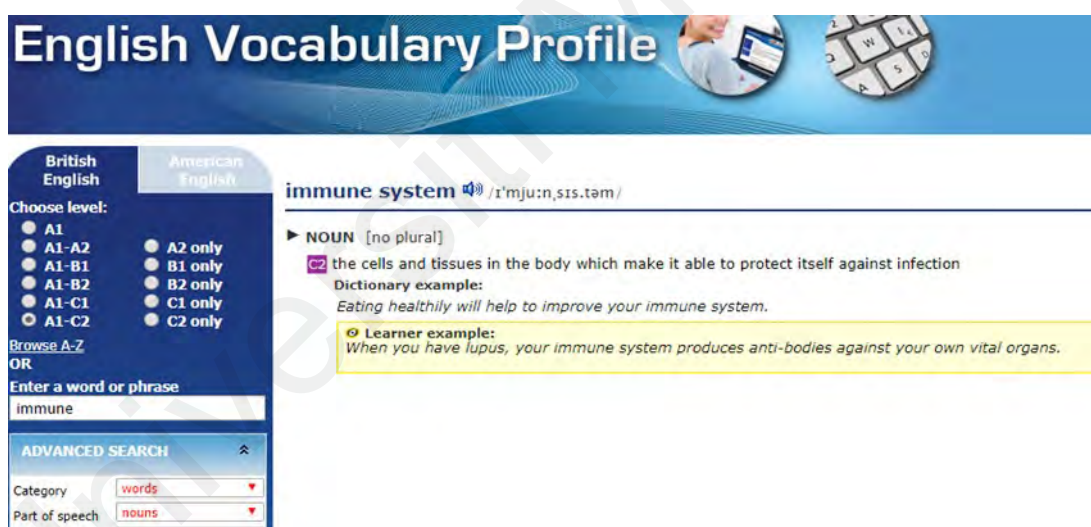 English Vocabulary Profile
British English
American English
Choose level:
A1
A1-A2 A2 only
A1-B1 B1 only
A1-B2 B2 only
A1-C1 C1 only
A1-C2 C2 only
Browse A-Z
OR
Enter a word or phrase
immune
ADVANCED SEARCH
Category words
Part of speech nouns
immune system /ɪˈmjuːnˌsɪs.təm/
NOUN [no plural]
C2 the cells and tissues in the body which make it able to protect itself against infection
Dictionary example:
Eating healthily will help to improve your immune system.
Learner example:
When you have lupus, your immune system produces anti-bodies against your own vital organs.